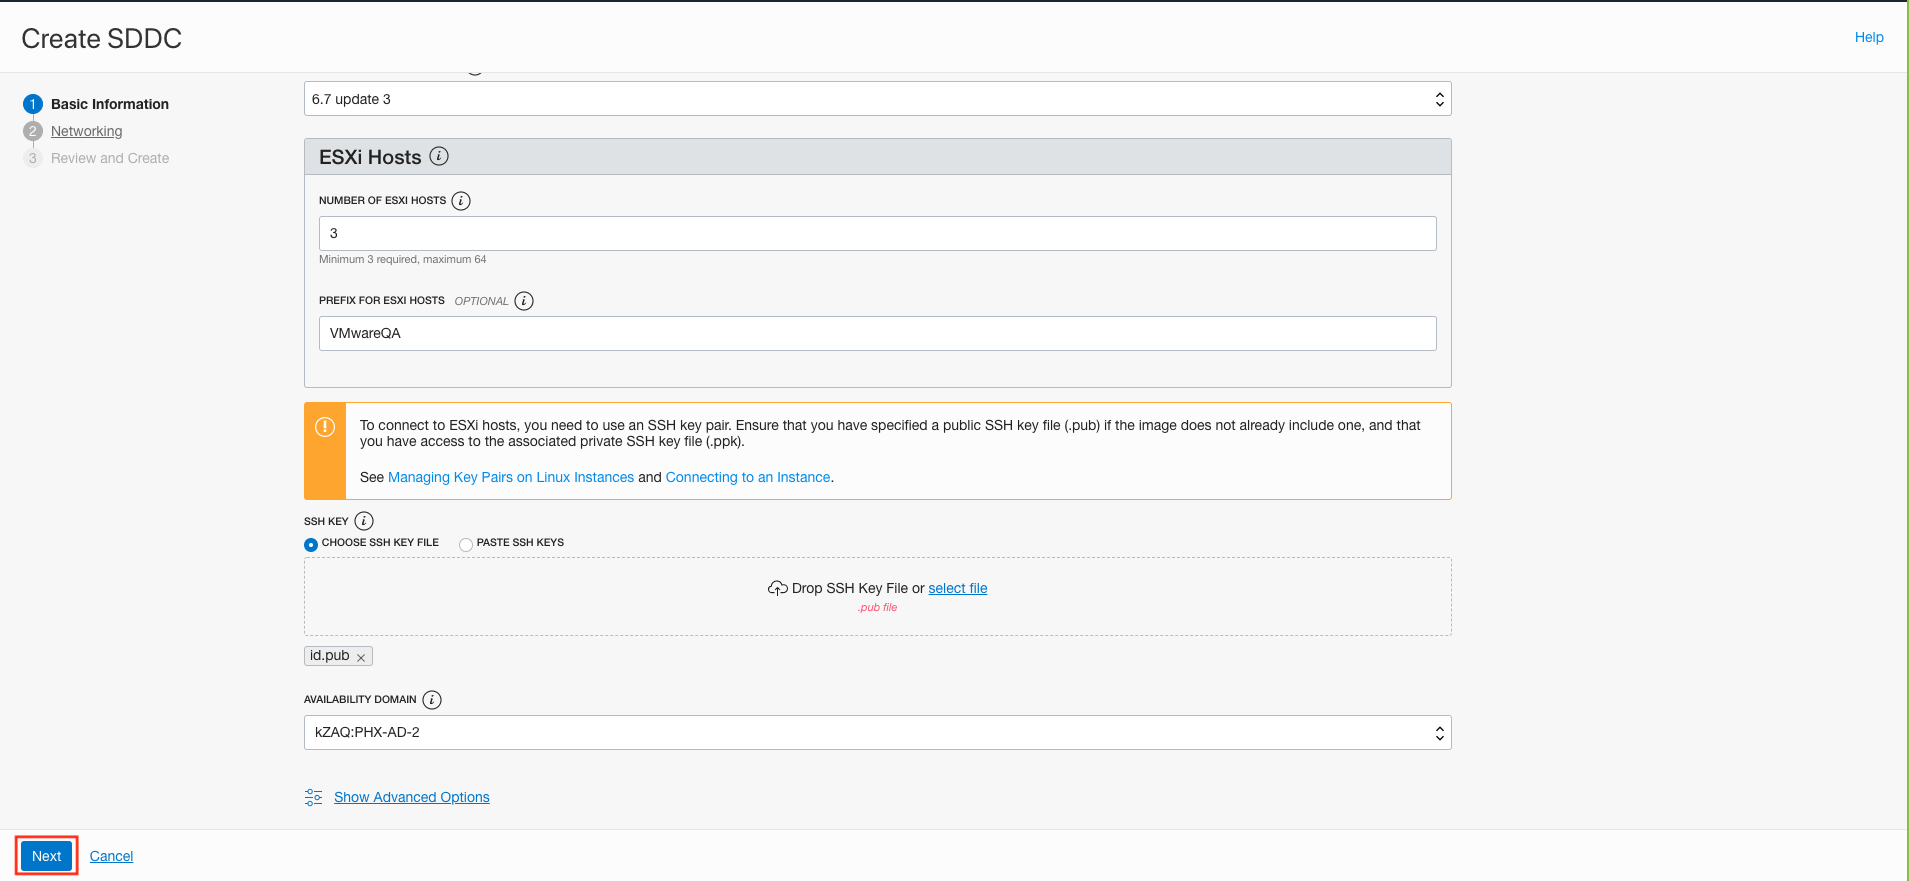 Create SDDC
Help
1 Basic Information
2 Networking
3 Review and Create
6.7 update 3
ESXi Hosts i
NUMBER OF ESXI HOSTS i
3
Minimum 3 required, maximum 64
PREFIX FOR ESXI HOSTS OPTIONAL i
VMwareQA
To connect to ESXi hosts, you need to use an SSH key pair. Ensure that you have specified a public SSH key file (.pub) if the image does not already include one, and that
you have access to the associated private SSH key file (.ppk).
See Managing Key Pairs on Linux Instances and Connecting to an Instance.
SSH KEY i
CHOOSE SSH KEY FILE PASTE SSH KEYS
Drop SSH Key File or select file
.pub file
id.pub ×
AVAILABILITY DOMAIN i
kZAQ:PHX-AD-2
Show Advanced Options
Next Cancel